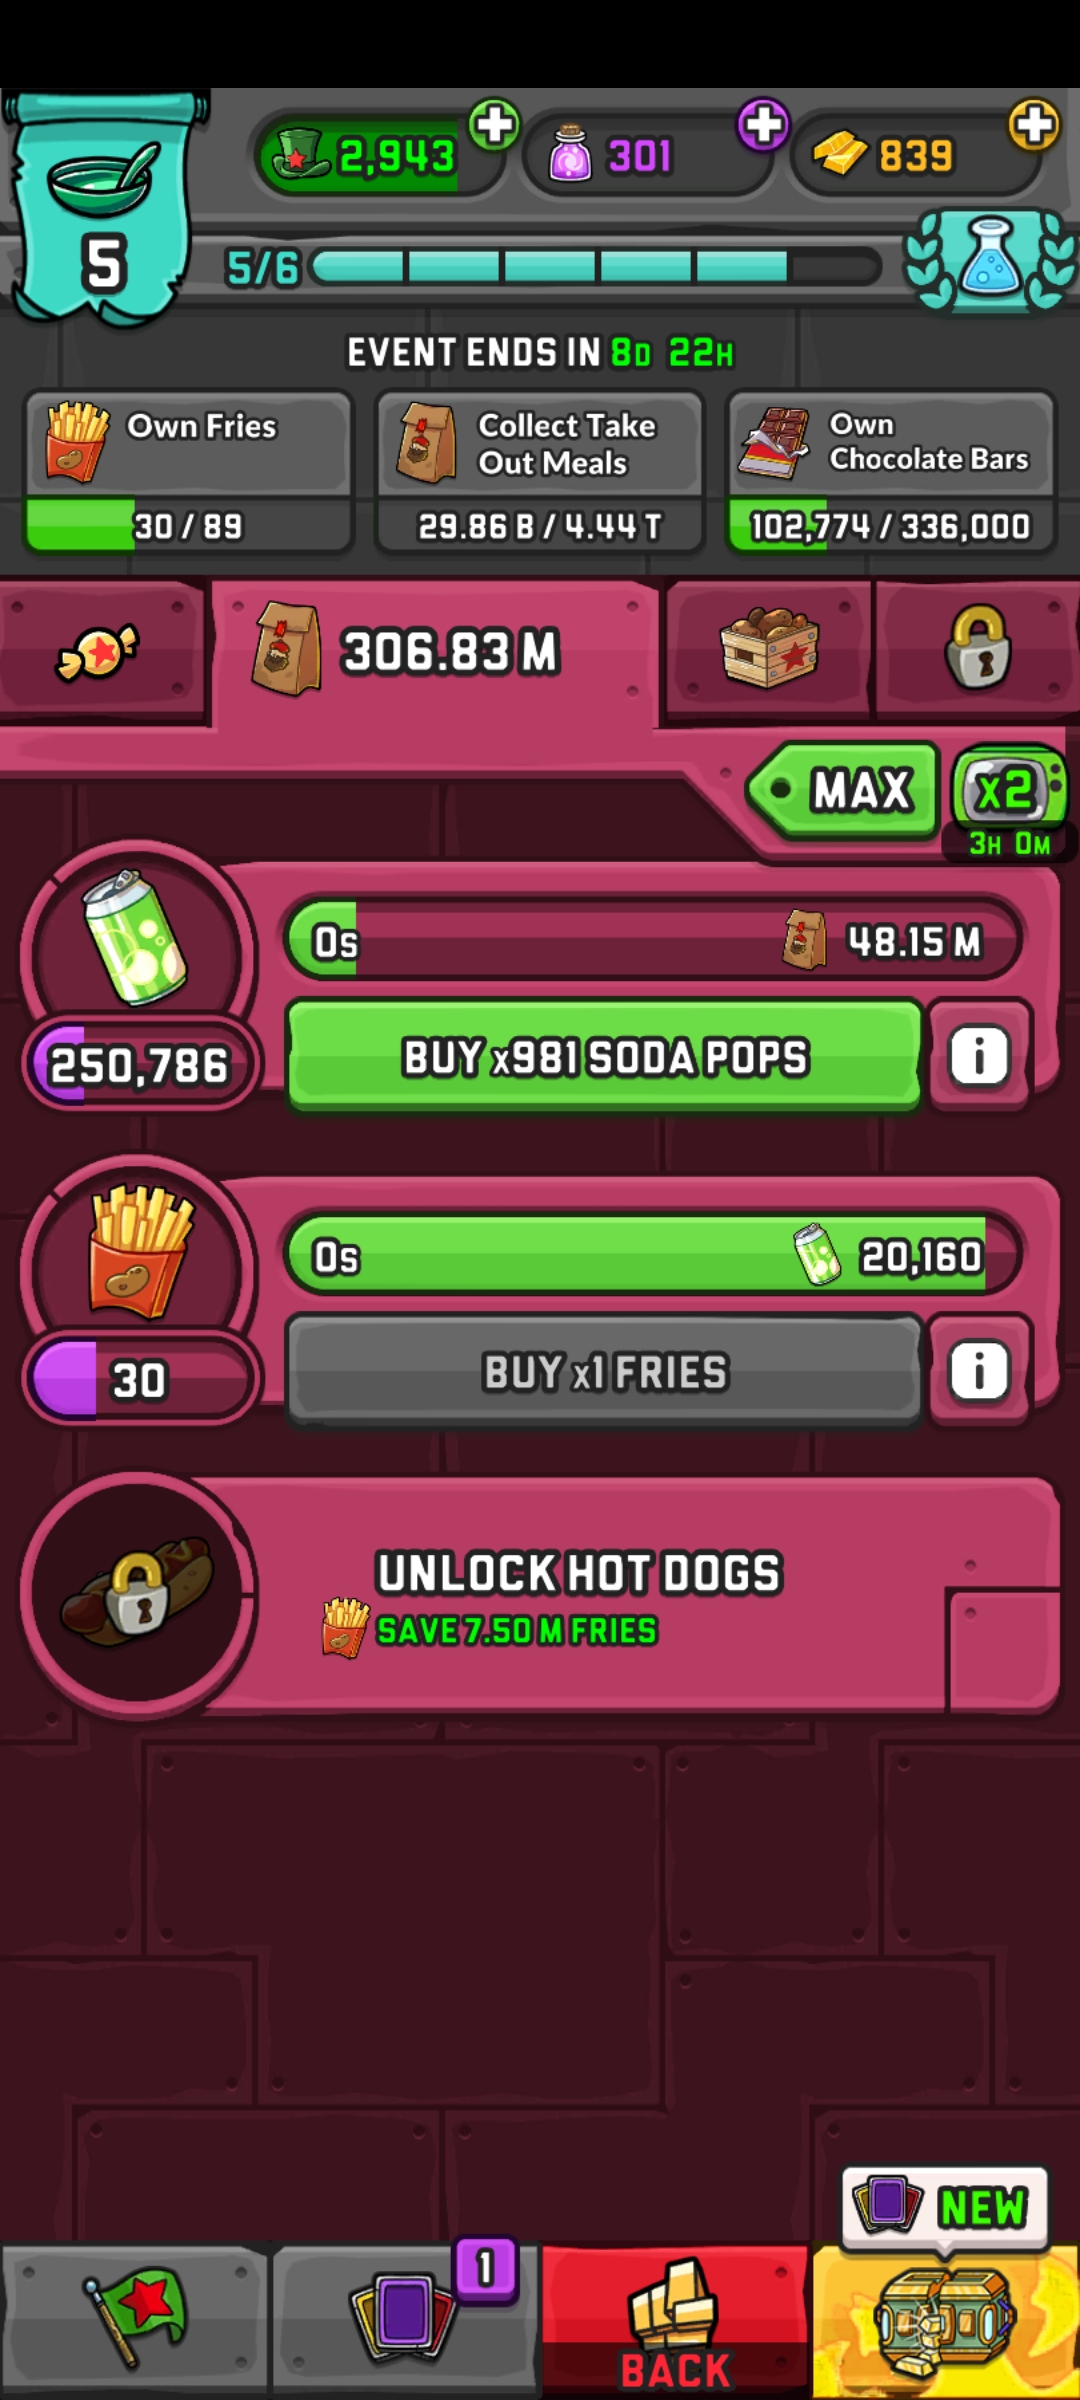 2,943
301
839
5
5/6
EVENT ENDS IN 8D 22H
Own Fries
30 / 89
Collect Take
Out Meals
29.86 B / 4.44 T
Own
Chocolate Bars
102,774 / 336,000
306.83 M
MAX
x2
3H 0M
0s
48.15 M
250,786
BUY x981 SODA POPS
i
0s
20,160
30
BUY x1 FRIES
i
UNLOCK HOT DOGS
SAVE 7.50 M FRIES
NEW
1
BACK